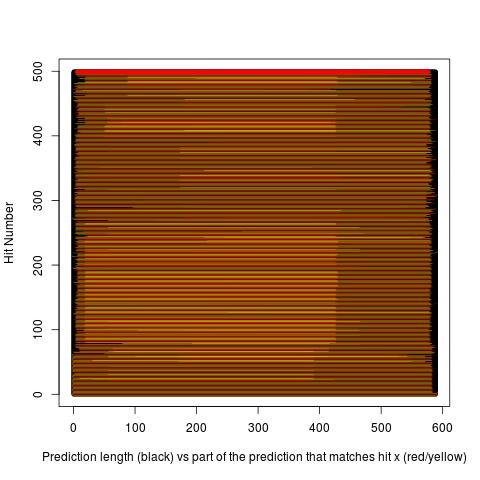 500
400
300
200
100
0
Hit Number
0 100 200 300 400 500 600
Prediction length (black) vs part of the prediction that matches hit x (red/yellow)